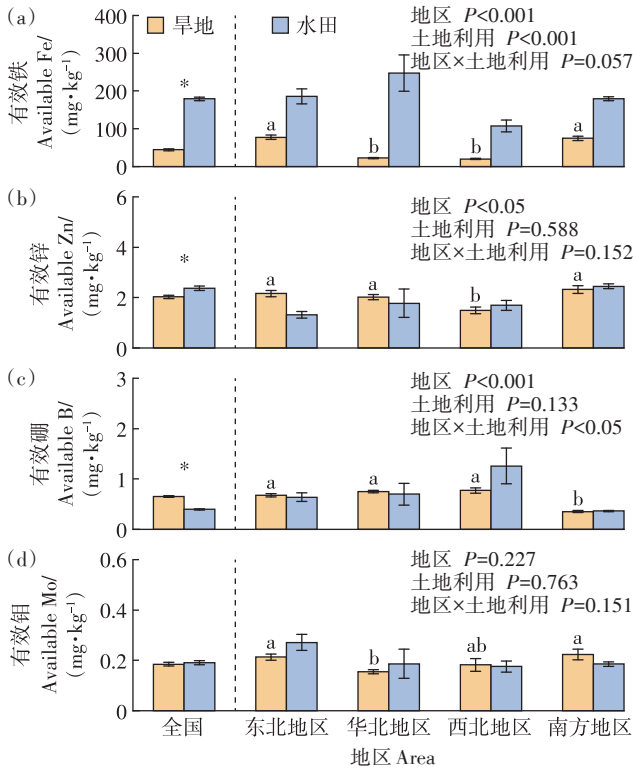 (a)
有效铁/
Available Fe/
(mg·kg⁻¹)
400
300
200
100
0
旱地 水田
地区 P<0.001
土地利用 P<0.001
地区×土地利用 P=0.057
*
a
b
b
a
(b)
有效锌/
Available Zn/
(mg·kg⁻¹)
6
4
2
0
地区 P<0.05
土地利用 P=0.588
地区×土地利用 P=0.152
*
a
a
b
a
(c)
有效硼/
Available B/
(mg·kg⁻¹)
3
2
1
0
地区 P<0.001
土地利用 P=0.133
地区×土地利用 P<0.05
*
a
a
a
b
(d)
有效钼/
Available Mo/
(mg·kg⁻¹)
0.6
0.4
0.2
0
地区 P=0.227
土地利用 P=0.763
地区×土地利用 P=0.151
a
b
ab
a
全国 东北地区 华北地区 西北地区 南方地区
地区 Area